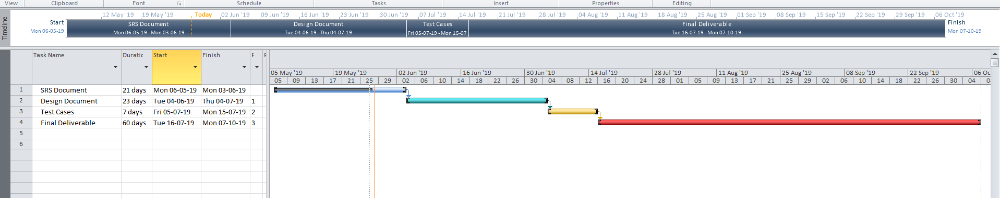 View Clipboard Font Schedule Tasks Insert Properties Editing
Timeline
12 May '19 19 May '19 Today 02 Jun '19 09 Jun '19 16 Jun '19 23 Jun '19 30 Jun '19 07 Jul '19 14 Jul '19 21 Jul '19 28 Jul '19 04 Aug '19 11 Aug '19 18 Aug '19 25 Aug '19 01 Sep '19 08 Sep '19 15 Sep '19 22 Sep '19 29 Sep '19 06 Oct '19
Start SRS Document Design Document Test Cases Final Deliverable Finish
Mon 06-05-19 Mon 06-05-19 - Mon 03-06-19 Tue 04-06-19 - Thu 04-07-19 Fri 05-07-19 - Mon 15-07 Tue 16-07-19 - Mon 07-10-19 Mon 07-10-19
Task Name Duratic Start Finish F
05 May '19 19 May '19 02 Jun '19 16 Jun '19 30 Jun '19 14 Jul '19 28 Jul '19 11 Aug '19 25 Aug '19 08 Sep '19 22 Sep '19 06 Oc
05 09 13 17 21 25 29 02 06 10 14 18 22 26 30 04 08 12 16 20 24 28 01 05 09 13 17 21 25 29 02 06 10 14 18 22 26 30 04 08
1 SRS Document 21 days Mon 06-05-19 Mon 03-06-19
2 Design Document 23 days Tue 04-06-19 Thu 04-07-19 1
3 Test Cases 7 days Fri 05-07-19 Mon 15-07-19 2
4 Final Deliverable 60 days Tue 16-07-19 Mon 07-10-19 3
5
6